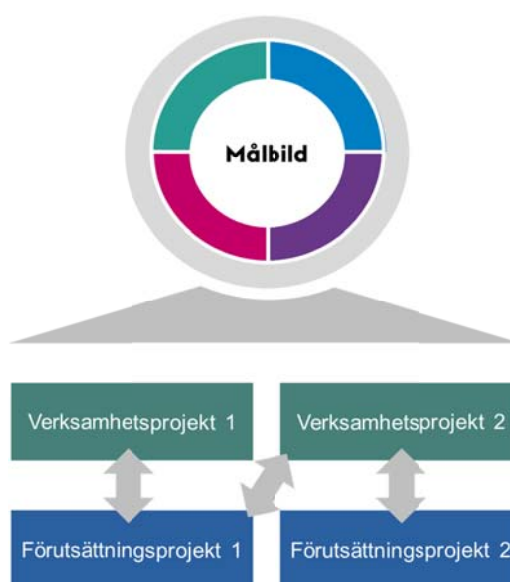 Målbild
Verksamhetsprojekt 1
Verksamhetsprojekt 2
Förutsättningsprojekt 1
Förutsättningsprojekt 2